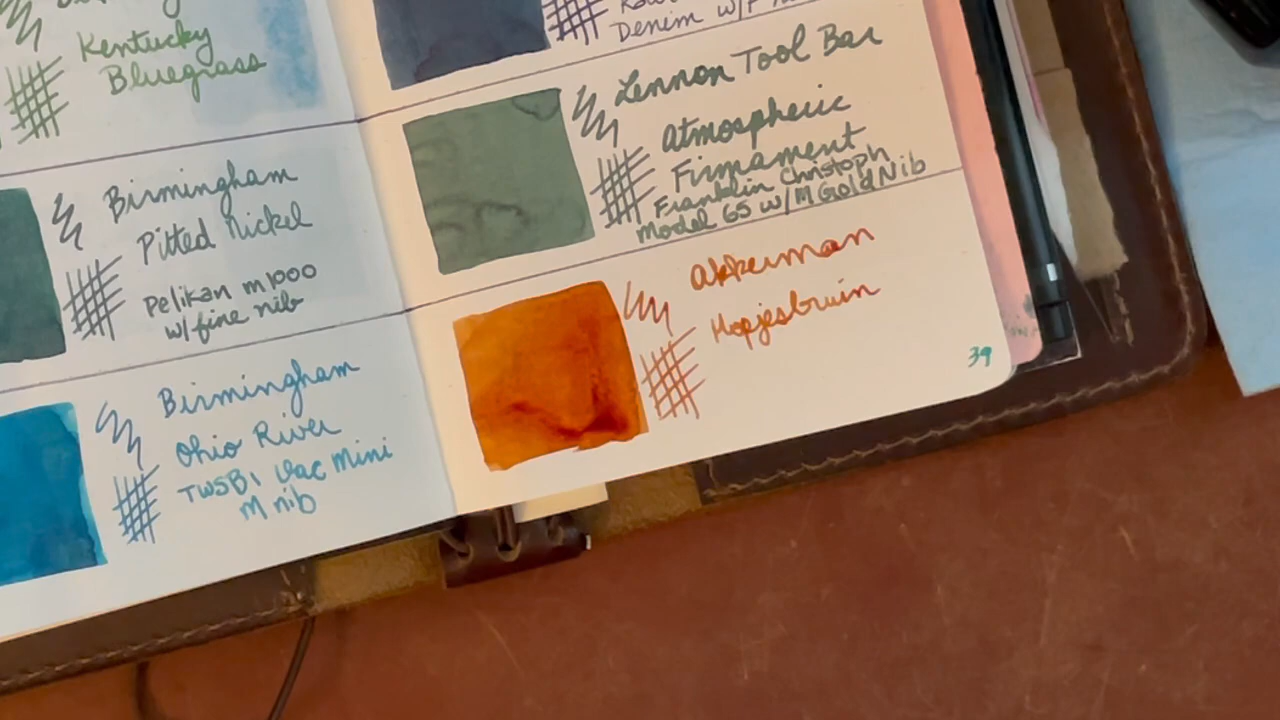 Kentucky
Bluegrass
Birmingham
Pitted Nickel
Pelikan m1000
w/fine nib
Birmingham
Ohio River
TWSBI Vac Mini
M nib
Denim w/F
Lennon Tool Bar
Atmospheric
Firmament
Franklin Christoph
Model 65 w/M Gold Nib
Akkerman
Hopjesbruin
39